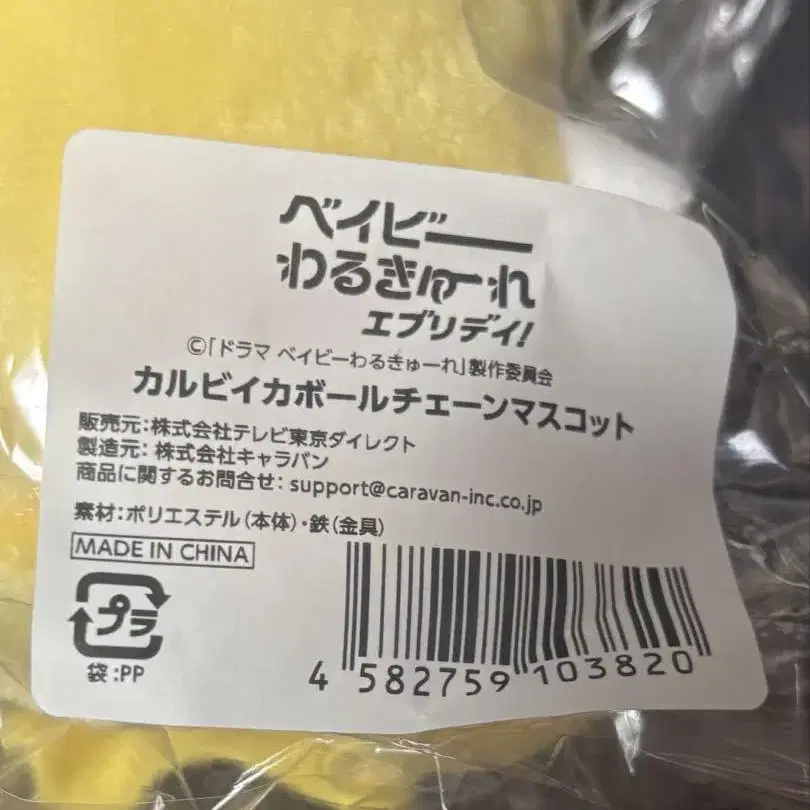 ベイビー
わるきゅーれ
エブリデイ!
©「ドラマ ベイビーわるきゅーれ」製作委員会
カルビイカボールチェーンマスコット
販売元:株式会社テレビ東京ダイレクト
製造元: 株式会社キャラバン
商品に関するお問合せ: support@caravan-inc.co.jp
素材:ポリエステル(本体)・鉄(金具)
MADE IN CHINA
プラ
袋:PP
4 582759 103820